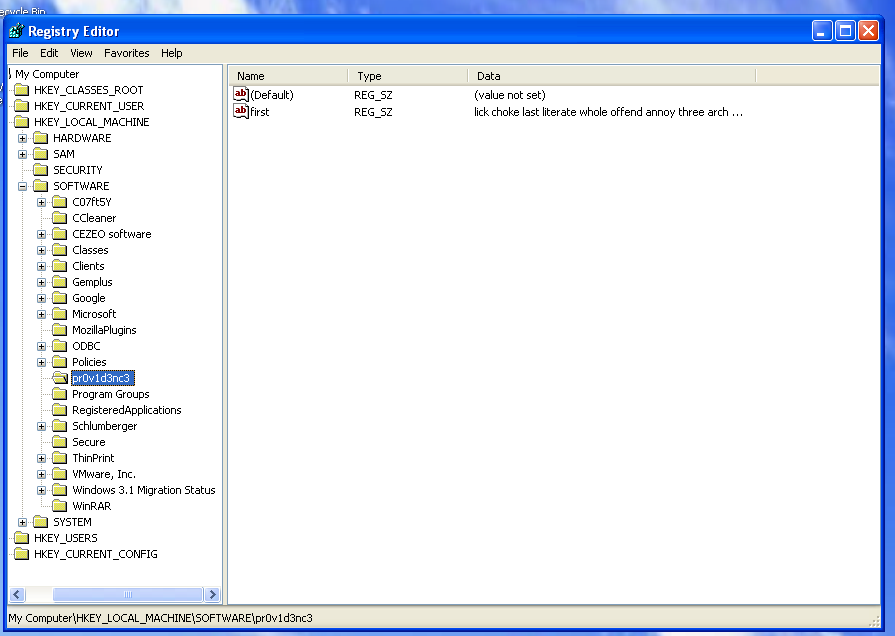 Recycle Bin
Registry Editor
File Edit View Favorites Help
My Computer
HKEY_CLASSES_ROOT
HKEY_CURRENT_USER
HKEY_LOCAL_MACHINE
HARDWARE
SAM
SECURITY
SOFTWARE
C07ft5Y
CCleaner
CEZEO software
Classes
Clients
Gemplus
Google
Microsoft
MozillaPlugins
ODBC
Policies
pr0v1d3nc3
Program Groups
RegisteredApplications
Schlumberger
Secure
ThinPrint
VMware, Inc.
Windows 3.1 Migration Status
WinRAR
SYSTEM
HKEY_USERS
HKEY_CURRENT_CONFIG
Name Type Data
(Default) REG_SZ (value not set)
first REG_SZ lick choke last literate whole offend annoy three arch ...
My Computer\HKEY_LOCAL_MACHINE\SOFTWARE\pr0v1d3nc3